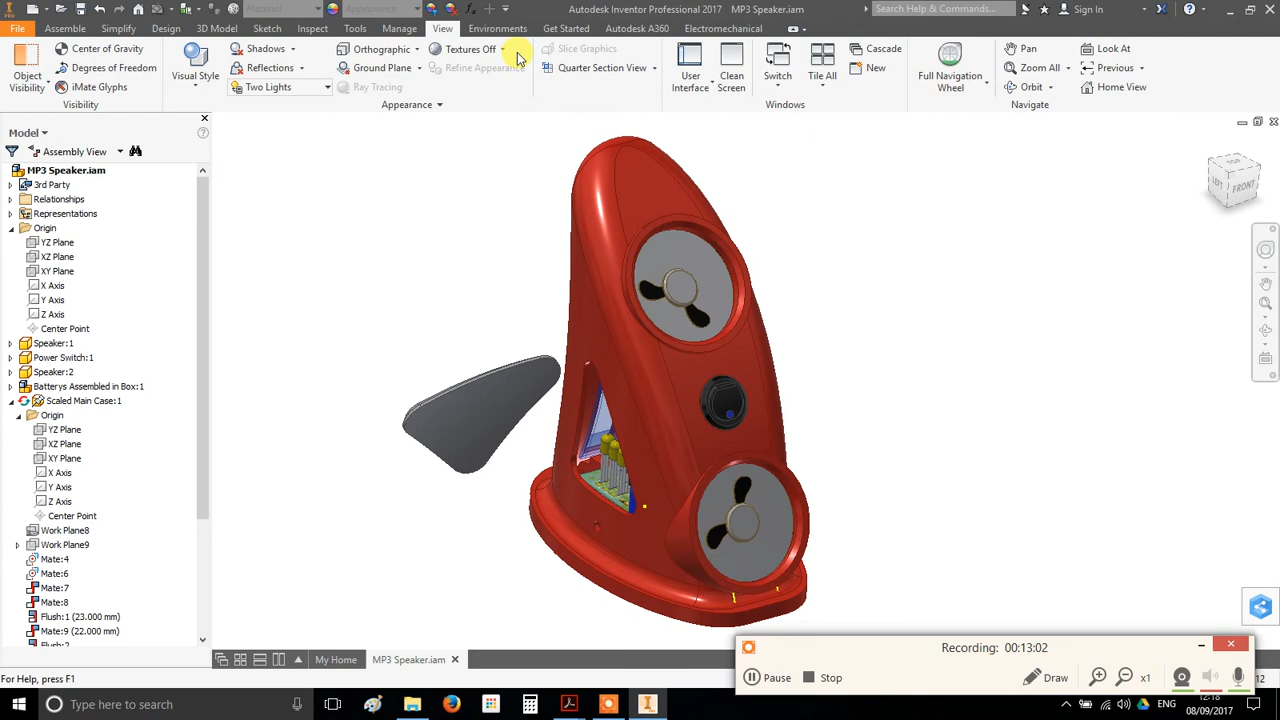 Material
Appearance
Autodesk Inventor Professional 2017 MP3 Speaker.iam
Search Help & Commands...
Sign In
File
Assemble
Simplify
Design
3D Model
Sketch
Inspect
Tools
Manage
View
Environments
Get Started
Autodesk A360
Electromechanical
Object
Visibility
Center of Gravity
Degrees of Freedom
iMate Glyphs
Visibility
Visual Style
Shadows
Reflections
Two Lights
Orthographic
Ground Plane
Ray Tracing
Textures Off
Refine Appearance
Appearance
Slice Graphics
Quarter Section View
User
Interface
Clean
Screen
Switch
Tile All
Cascade
New
Windows
Full Navigation
Wheel
Pan
Zoom All
Orbit
Look At
Previous
Home View
Navigate
Model
Assembly View
MP3 Speaker.iam
3rd Party
Relationships
Representations
Origin
YZ Plane
XZ Plane
XY Plane
X Axis
Y Axis
Z Axis
Center Point
Speaker:1
Power Switch:1
Speaker:2
Batterys Assembled in Box:1
Scaled Main Case:1
Origin
YZ Plane
XZ Plane
XY Plane
X Axis
Y Axis
Z Axis
Center Point
Work Plane8
Work Plane9
Mate:4
Mate:6
Mate:7
Mate:8
Flush:1 (23.000 mm)
Mate:9 (22.000 mm)
TOP
LEFT
FRONT
My Home
MP3 Speaker.iam
For Help, press F1
Recording: 00:13:02
Pause
Stop
Draw
x1
12
Type here to search
ENG
12:18
08/09/2017